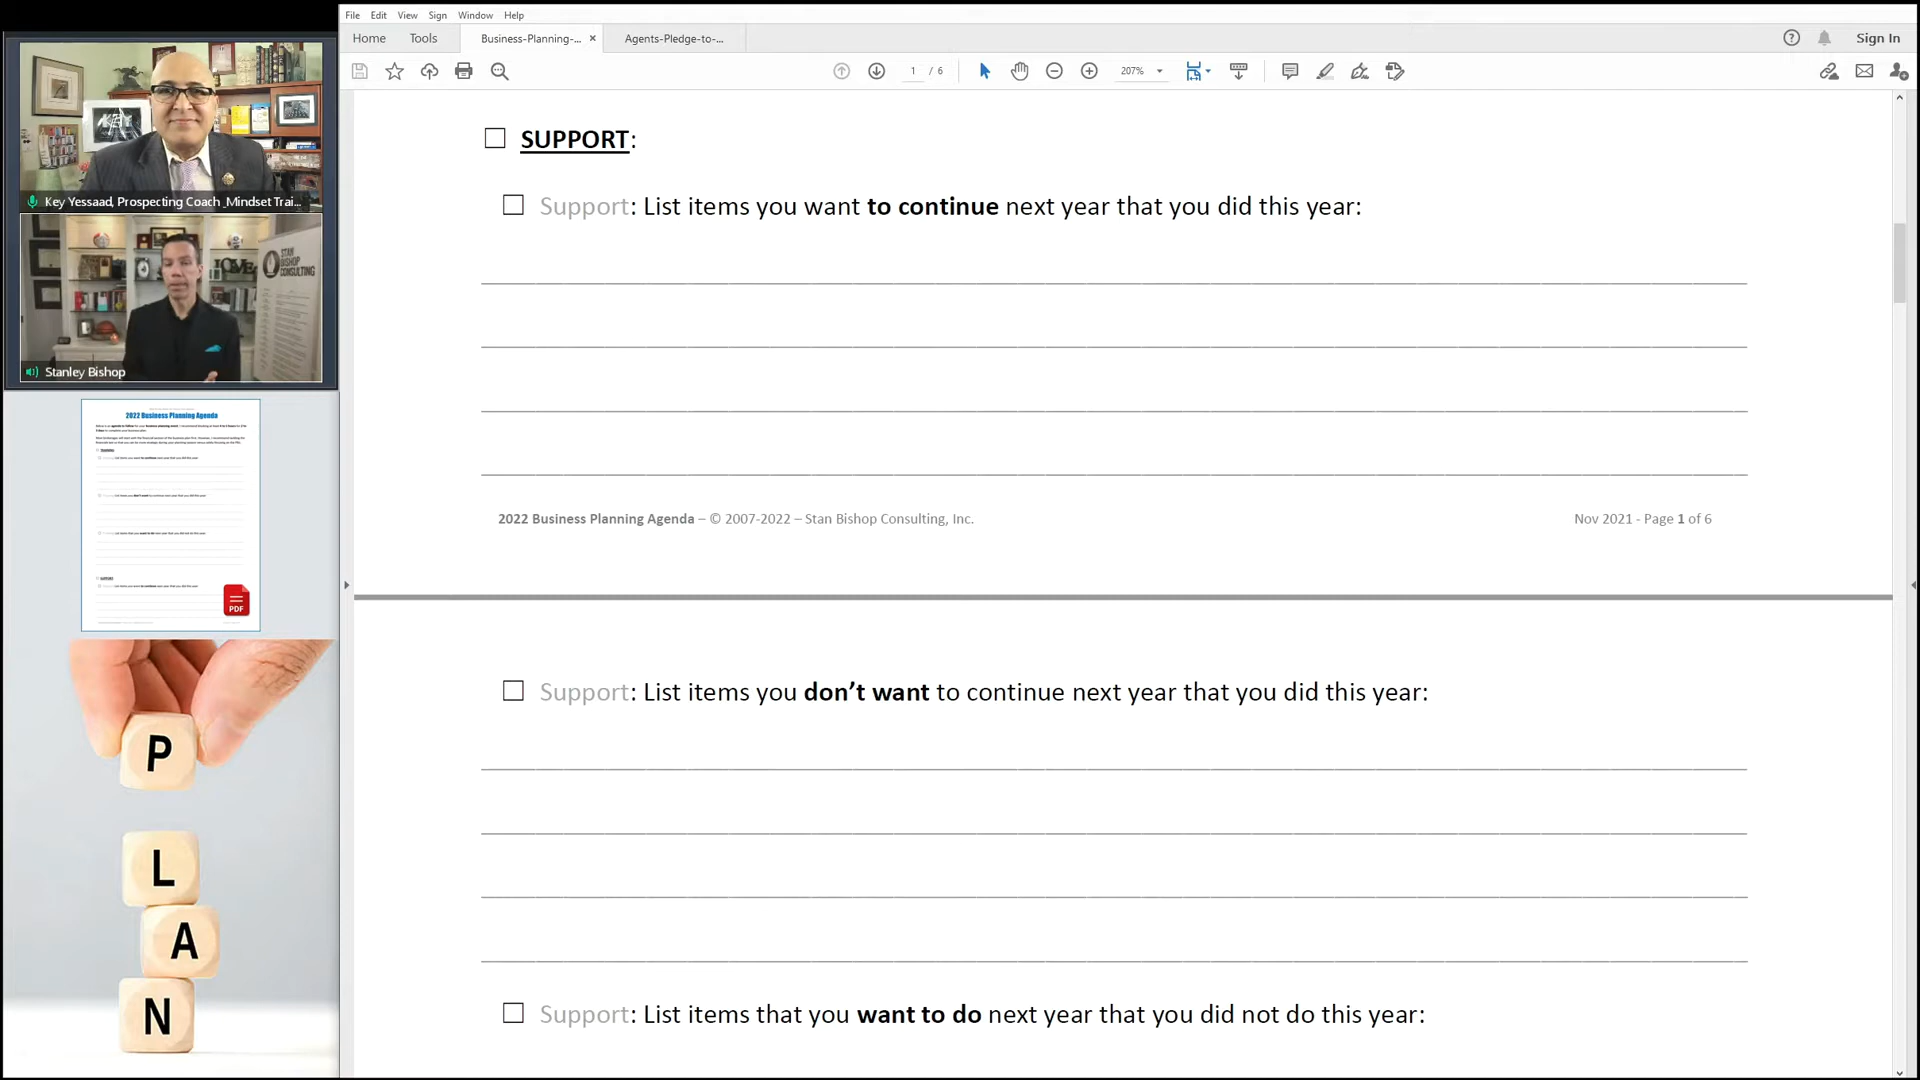 File Edit View Sign Window Help
Home Tools Business-Planning-... × Agents-Pledge-to-... Sign In
1 / 6 207%
Key Yessaad, Prospecting Coach _Mindset Trai...
STAN
BISHOP
CONSULTING
Stanley Bishop
2022 Business Planning Agenda
PDF
P
L
A
N
SUPPORT:
Support: List items you want to continue next year that you did this year:
2022 Business Planning Agenda – © 2007-2022 – Stan Bishop Consulting, Inc. Nov 2021 - Page 1 of 6
Support: List items you don’t want to continue next year that you did this year:
Support: List items that you want to do next year that you did not do this year: